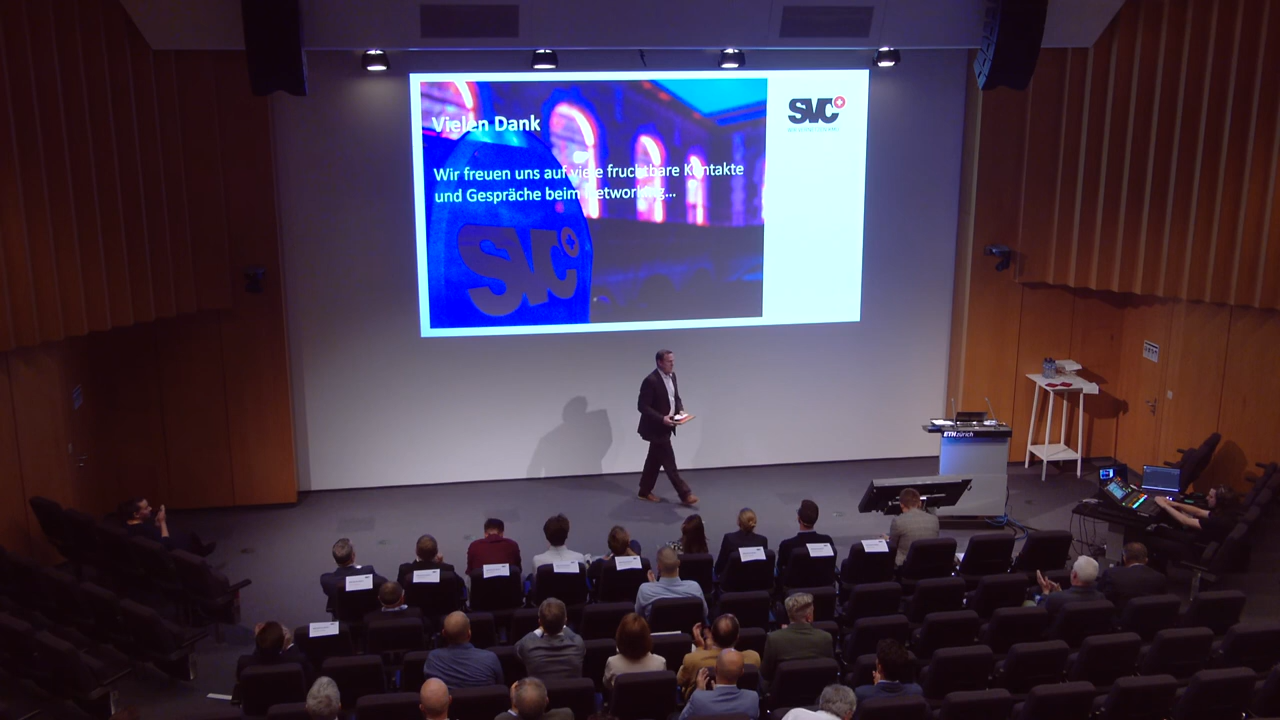 Vielen Dank
SVC
Wir freuen uns auf viele fruchtbare Kontakte
und Gespräche beim Networking...
SVC
ETH zürich